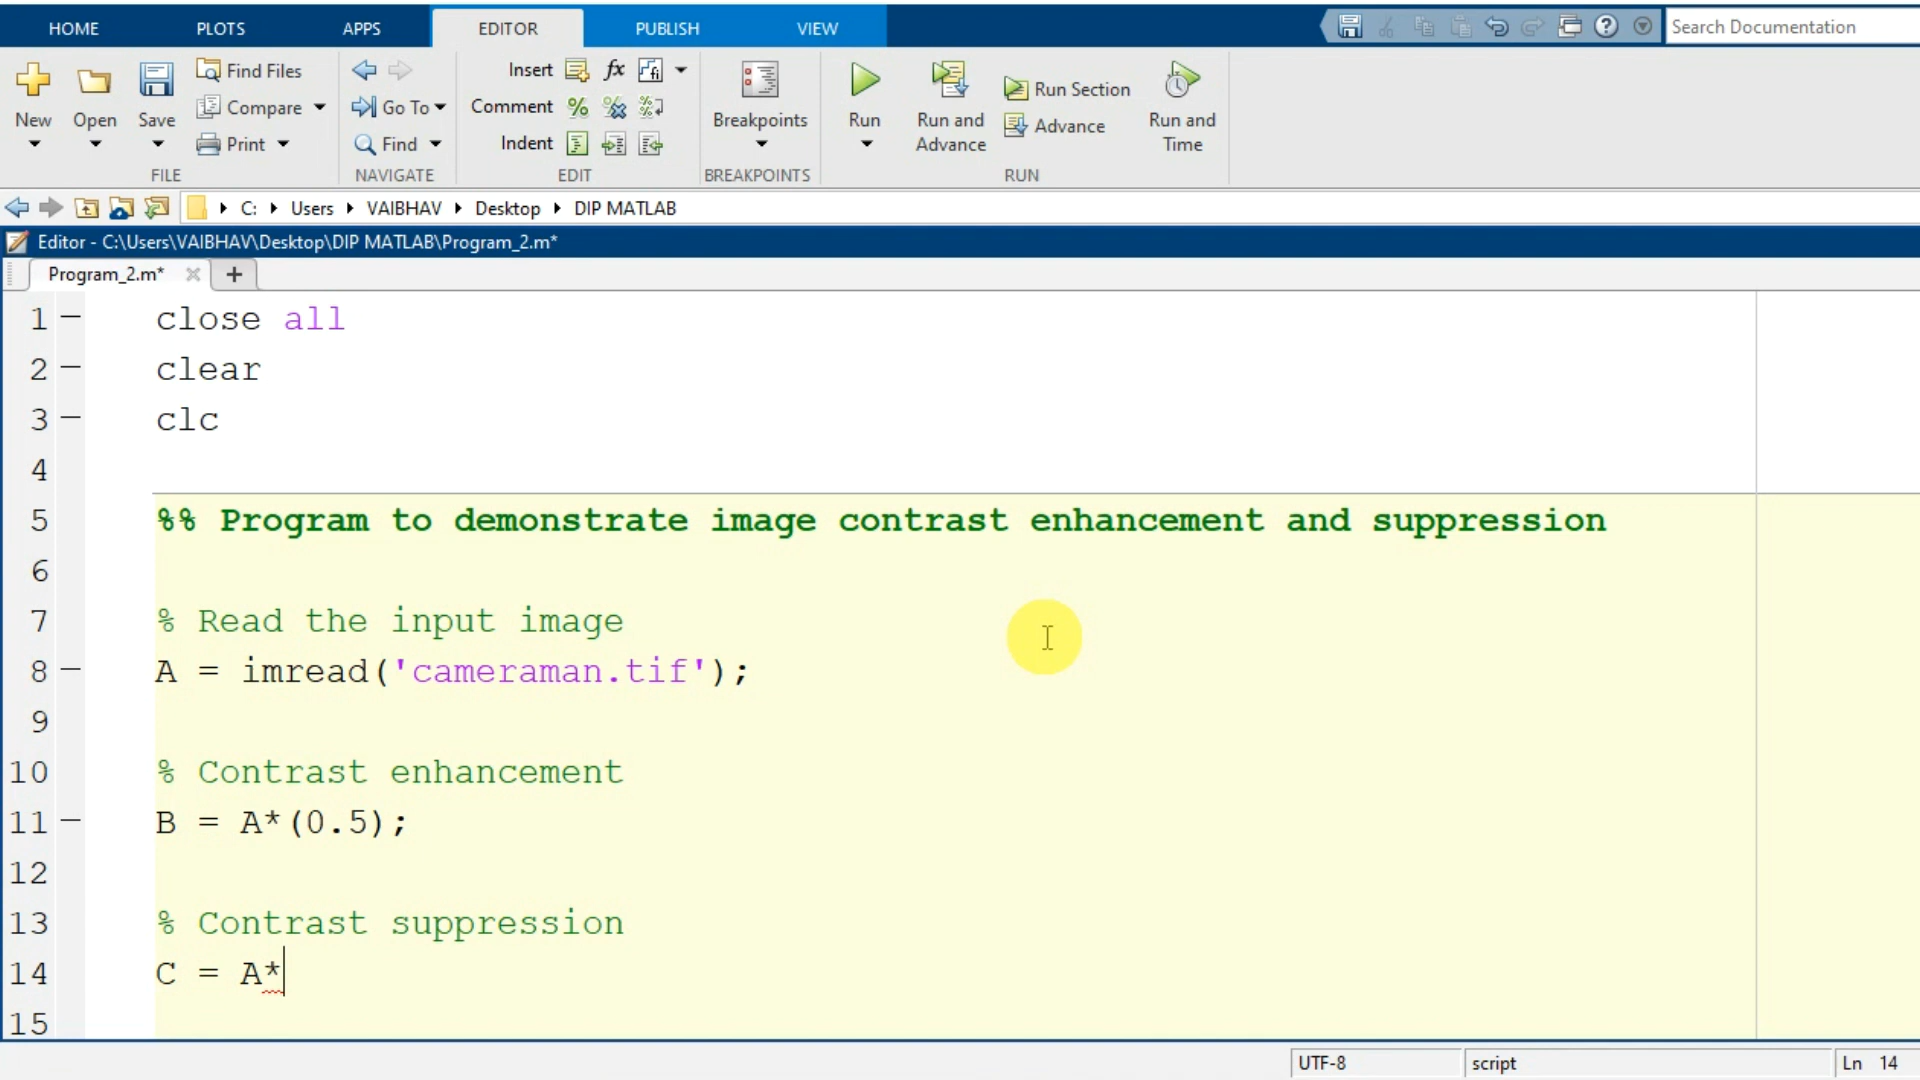 HOME PLOTS APPS EDITOR PUBLISH VIEW Search Documentation
New Open Save Find Files Compare Print FILE
Go To Find NAVIGATE
Insert fx fi Comment Indent EDIT
Breakpoints BREAKPOINTS
Run Run and Advance Run Section Advance Run and Time RUN
C: Users VAIBHAV Desktop DIP MATLAB
Editor - C:\Users\VAIBHAV\Desktop\DIP MATLAB\Program_2.m*
Program_2.m*
1 close all
2 clear
3 clc
4
5 %% Program to demonstrate image contrast enhancement and suppression
6
7 % Read the input image
8 A = imread('cameraman.tif');
9
10 % Contrast enhancement
11 B = A*(0.5);
12
13 % Contrast suppression
14 C = A*
15
UTF-8 script Ln 14